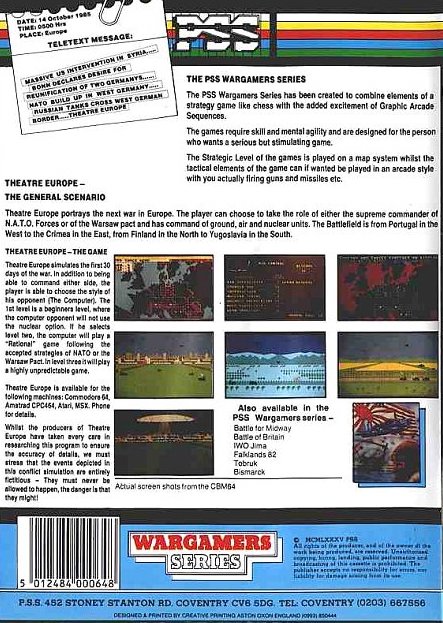 DATE: 14 October 1985
TIME: 0500 Hrs
PLACE: Europe
TELETEXT MESSAGE:
MASSIVE US INTERVENTION IN SYRIA.....
BONN DECLARES DESIRE FOR
REUNIFICATION OF TWO GERMANYS......
NATO BUILD UP IN WEST GERMANY.....
RUSSIAN TANKS CROSS WEST GERMAN
BORDER....THEATRE EUROPE
PSS
THE PSS WARGAMERS SERIES
The PSS Wargamers Series has been created to combine elements of a
strategy game like chess with the added excitement of Graphic Arcade
Sequences.
The games require skill and mental agility and are designed for the person
who wants a serious but stimulating game.
The Strategic Level of the games is played on a map system whilst the
tactical elements of the game can if wanted be played in an arcade style
with you actually firing guns and missiles etc.
THEATRE EUROPE –
THE GENERAL SCENARIO
Theatre Europe portrays the next war in Europe. The player can choose to take the role of either the supreme commander of
N.A.T.O. Forces or of the Warsaw pact and has command of ground, air and nuclear units. The Battlefield is from Portugal in the
West to the Crimea in the East, from Finland in the North to Yugoslavia in the South.
THEATRE EUROPE – THE GAME
Theatre Europe simulates the first 30
days of the war. In addition to being
able to command either side, the
player is able to choose the style of
his opponent (The Computer). The
1st level is a beginners level, where
the computer opponent will not use
the nuclear option. If he selects
level two, the computer will play a
"Rational" game following the
accepted strategies of NATO or the
Warsaw Pact. In level three it will play
a highly unpredictable game.
Theatre Europe is available for the
following machines: Commodore 64,
Amstrad CPC464, Atari, MSX. Phone
for details.
Whilst the producers of Theatre
Europe have taken every care in
researching this program to ensure
the accuracy of details, we must
stress that the events depicted in
this conflict simulation are entirely
fictitious – They must never be
allowed to happen, the danger is that
they might!
Also available in the
PSS Wargamers series –
Battle for Midway
Battle of Britain
IWO Jima
Falklands 82
Tobruk
Bismarck
Actual screen shots from the CBM64
5 012484 000648
WARGAMERS
SERIES
© MCMLXXXV PSS
All rights of the producer, and of the owner of the
work being produced, are reserved. Unauthorised
copying, hiring, lending, public performance and
broadcasting of this cassette is prohibited. The
publisher accepts no responsibility for errors, nor
liability for damage arising from its use.
P.S.S. 452 STONEY STANTON RD. COVENTRY CV6 5DG. TEL: COVENTRY (0203) 667556
DESIGNED & PRINTED BY CREATIVE PRINTING ASTON OXON ENGLAND (0993) 850444